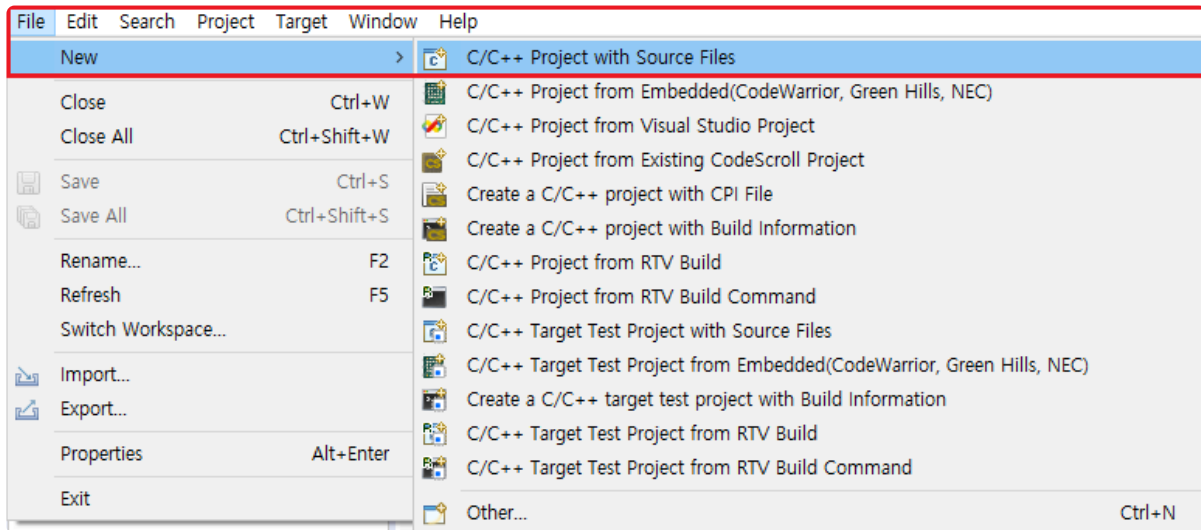 File Edit Search Project Target Window Help
New >
Close Ctrl+W
Close All Ctrl+Shift+W
Save Ctrl+S
Save All Ctrl+Shift+S
Rename... F2
Refresh F5
Switch Workspace...
Import...
Export...
Properties Alt+Enter
Exit
C/C++ Project with Source Files
C/C++ Project from Embedded(CodeWarrior, Green Hills, NEC)
C/C++ Project from Visual Studio Project
C/C++ Project from Existing CodeScroll Project
Create a C/C++ project with CPI File
Create a C/C++ project with Build Information
C/C++ Project from RTV Build
C/C++ Project from RTV Build Command
C/C++ Target Test Project with Source Files
C/C++ Target Test Project from Embedded(CodeWarrior, Green Hills, NEC)
Create a C/C++ target test project with Build Information
C/C++ Target Test Project from RTV Build
C/C++ Target Test Project from RTV Build Command
Other... Ctrl+N